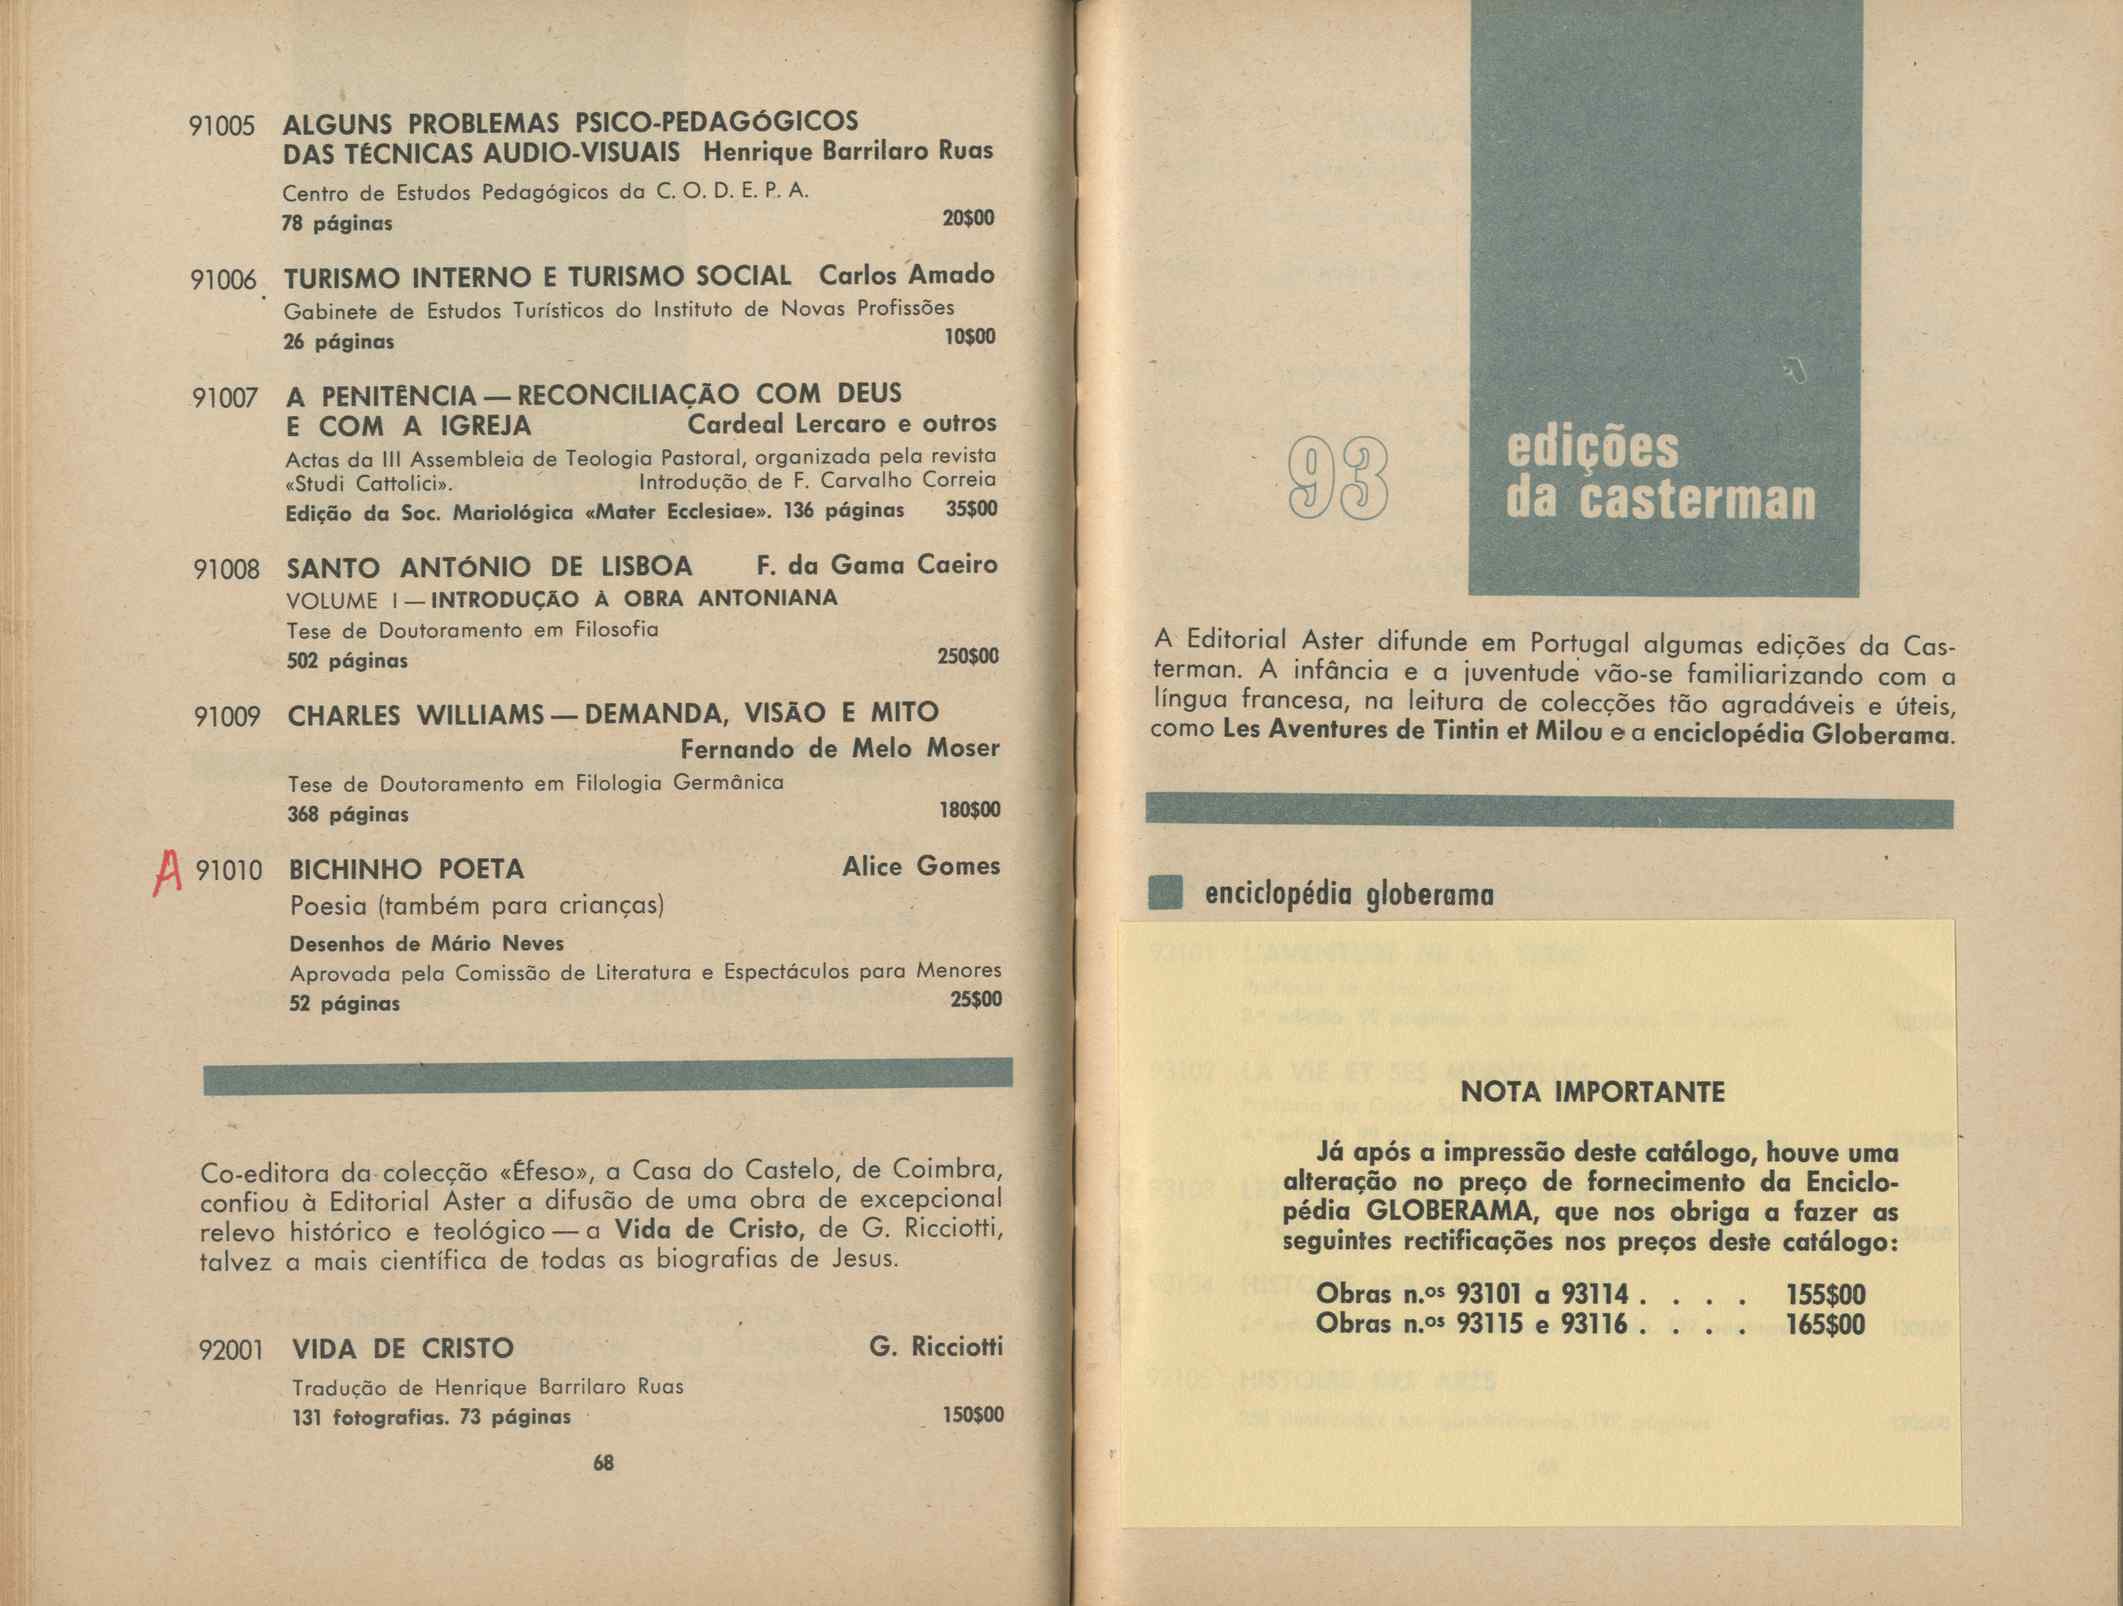 91005 ALGUNS PROBLEMAS PSICO-PEDAGÓGICOS
DAS TÉCNICAS AUDIO-VISUAIS Henrique Barrilaro Ruas
Centro de Estudos Pedagógicos da C. O. D. E. P. A.
78 páginas 20$00
91006 TURISMO INTERNO E TURISMO SOCIAL Carlos Amado
Gabinete de Estudos Turísticos do Instituto de Novas Profissões
26 páginas 10$00
91007 A PENITÊNCIA — RECONCILIAÇÃO COM DEUS
E COM A IGREJA Cardeal Lercaro e outros
Actas da III Assembleia de Teologia Pastoral, organizada pela revista
«Studi Cattolici». Introdução de F. Carvalho Correia
Edição da Soc. Mariológica «Mater Ecclesiae». 136 páginas 35$00
91008 SANTO ANTÓNIO DE LISBOA F. da Gama Caeiro
VOLUME I — INTRODUÇÃO À OBRA ANTONIANA
Tese de Doutoramento em Filosofia
502 páginas 250$00
91009 CHARLES WILLIAMS — DEMANDA, VISÃO E MITO
Fernando de Melo Moser
Tese de Doutoramento em Filologia Germânica
368 páginas 180$00
A 91010 BICHINHO POETA Alice Gomes
Poesia (também para crianças)
Desenhos de Mário Neves
Aprovada pela Comissão de Literatura e Espectáculos para Menores
52 páginas 25$00
Co-editora da colecção «Éfeso», a Casa do Castelo, de Coimbra,
confiou à Editorial Aster a difusão de uma obra de excepcional
relevo histórico e teológico — a Vida de Cristo, de G. Ricciotti,
talvez a mais científica de todas as biografias de Jesus.
92001 VIDA DE CRISTO G. Ricciotti
Tradução de Henrique Barrilaro Ruas
131 fotografias. 73 páginas 150$00
68
93 edições
da casterman
A Editorial Aster difunde em Portugal algumas edições da Cas-
terman. A infância e a juventude vão-se familiarizando com a
língua francesa, na leitura de colecções tão agradáveis e úteis,
como Les Aventures de Tintin et Milou e a enciclopédia Globerama.
enciclopédia globerama
NOTA IMPORTANTE
Já após a impressão deste catálogo, houve uma
alteração no preço de fornecimento da Enciclo-
pédia GLOBERAMA, que nos obriga a fazer as
seguintes rectificações nos preços deste catálogo:
Obras n.os 93101 a 93114 . . . . 155$00
Obras n.os 93115 e 93116 . . . . 165$00